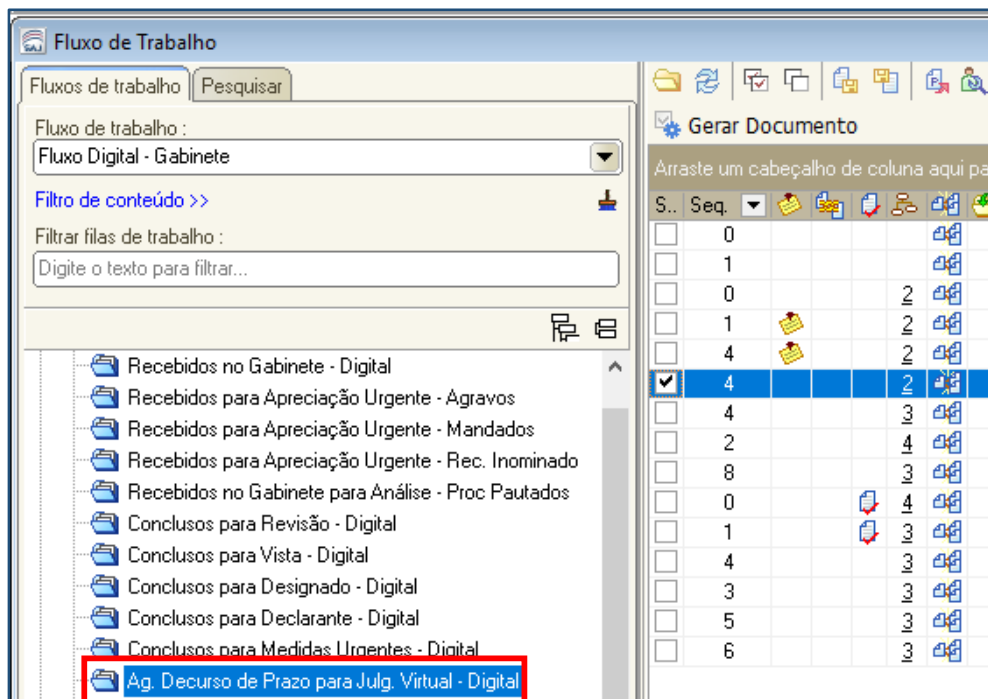 Fluxo de Trabalho
Fluxos de trabalho Pesquisar
Fluxo de trabalho :
Fluxo Digital - Gabinete
Filtro de conteúdo >>
Filtrar filas de trabalho :
Digite o texto para filtrar...
Recebidos no Gabinete - Digital
Recebidos para Apreciação Urgente - Agravos
Recebidos para Apreciação Urgente - Mandados
Recebidos para Apreciação Urgente - Rec. Inominado
Recebidos no Gabinete para Análise - Proc Pautados
Conclusos para Revisão - Digital
Conclusos para Vista - Digital
Conclusos para Designado - Digital
Conclusos para Declarante - Digital
Conclusos para Medidas Urgentes - Digital
Ag. Decurso de Prazo para Julg. Virtual - Digital
Gerar Documento
Arraste um cabeçalho de coluna aqui pa
S.. Seq.
0
1
0 2
1 2
4 2
4 2
4 3
2 4
8 3
0 4
1 3
4 3
3 3
5 3
6 3